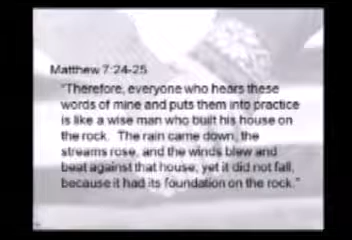 Matthew 7:24-25
"Therefore, everyone who hears these
words of mine and puts them into practice
is like a wise man who built his house on
the rock. The rain came down, the
streams rose, and the winds blew and
beat against that house; yet it did not fall,
because it had its foundation on the rock."